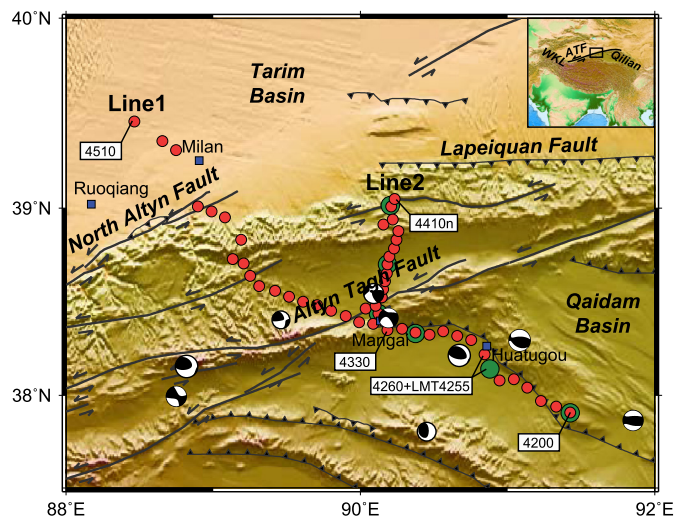 40°N
39°N
38°N
88°E
90°E
92°E
Tarim
Basin
ATF
WKL
Qilian
Line1
4510
Milan
Lapeiquan Fault
Ruoqiang
Line2
North Altyn Fault
4410n
Altyn Tagh Fault
Qaidam
Basin
Mangai
4330
Huatugou
4260+LMT4255
4200